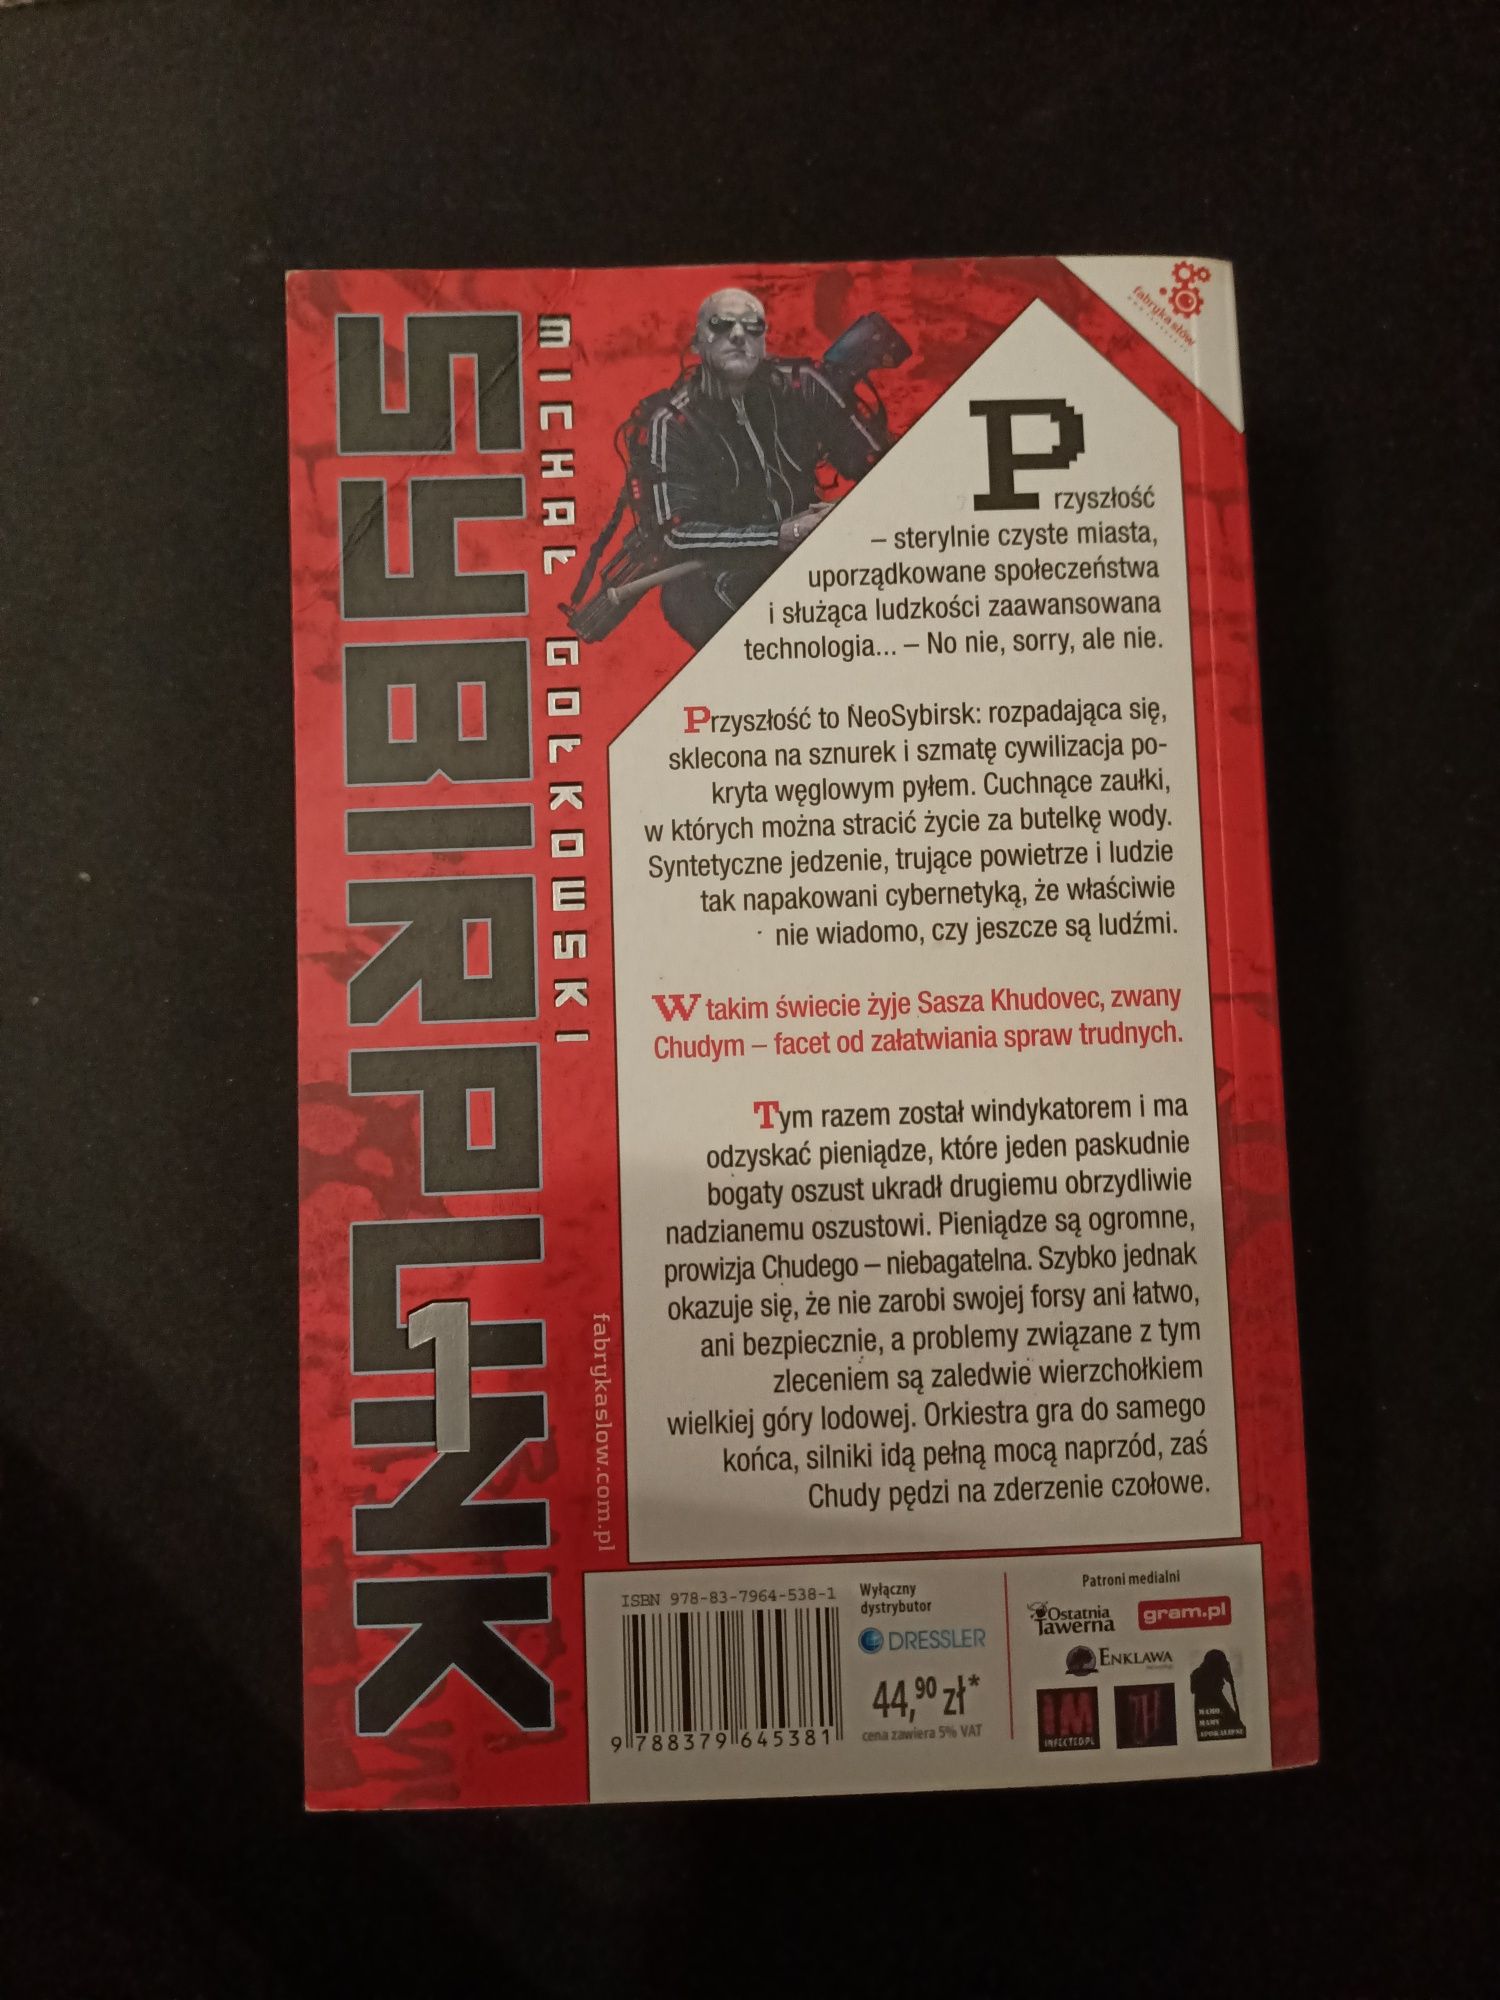 MICHAŁ GOŁKOWSKI
SYBIRPUNK
1
fabryka słów
Przyszłość
– sterylnie czyste miasta,
uporządkowane społeczeństwa
i służąca ludzkości zaawansowana
technologia... – No nie, sorry, ale nie.
Przyszłość to NeoSybirsk: rozpadająca się,
sklecona na sznurek i szmatę cywilizacja po-
kryta węglowym pyłem. Cuchnące zaułki,
w których można stracić życie za butelkę wody.
Syntetyczne jedzenie, trujące powietrze i ludzie
tak napakowani cybernetyką, że właściwie
nie wiadomo, czy jeszcze są ludźmi.
W takim świecie żyje Sasza Khudovec, zwany
Chudym – facet od załatwiania spraw trudnych.
Tym razem został windykatorem i ma
odzyskać pieniądze, które jeden paskudnie
bogaty oszust ukradł drugiemu obrzydliwie
nadzianemu oszustowi. Pieniądze są ogromne,
prowizja Chudego – niebagatelna. Szybko jednak
okazuje się, że nie zarobi swojej forsy ani łatwo,
ani bezpiecznie, a problemy związane z tym
zleceniem są zaledwie wierzchołkiem
wielkiej góry lodowej. Orkiestra gra do samego
końca, silniki idą pełną mocą naprzód, zaś
Chudy pędzi na zderzenie czołowe.
fabrykaslow.com.pl
ISBN 978-83-7964-538-1
9 788379 645381
Wyłączny
dystrybutor
DRESSLER
44,90 zł*
cena zawiera 5% VAT
Patroni medialni
Ostatnia
Tawerna
gram.pl
ENKLAWA
IM
INFECTED.PL
MAMO,
MAMY
APOKALIPSĘ